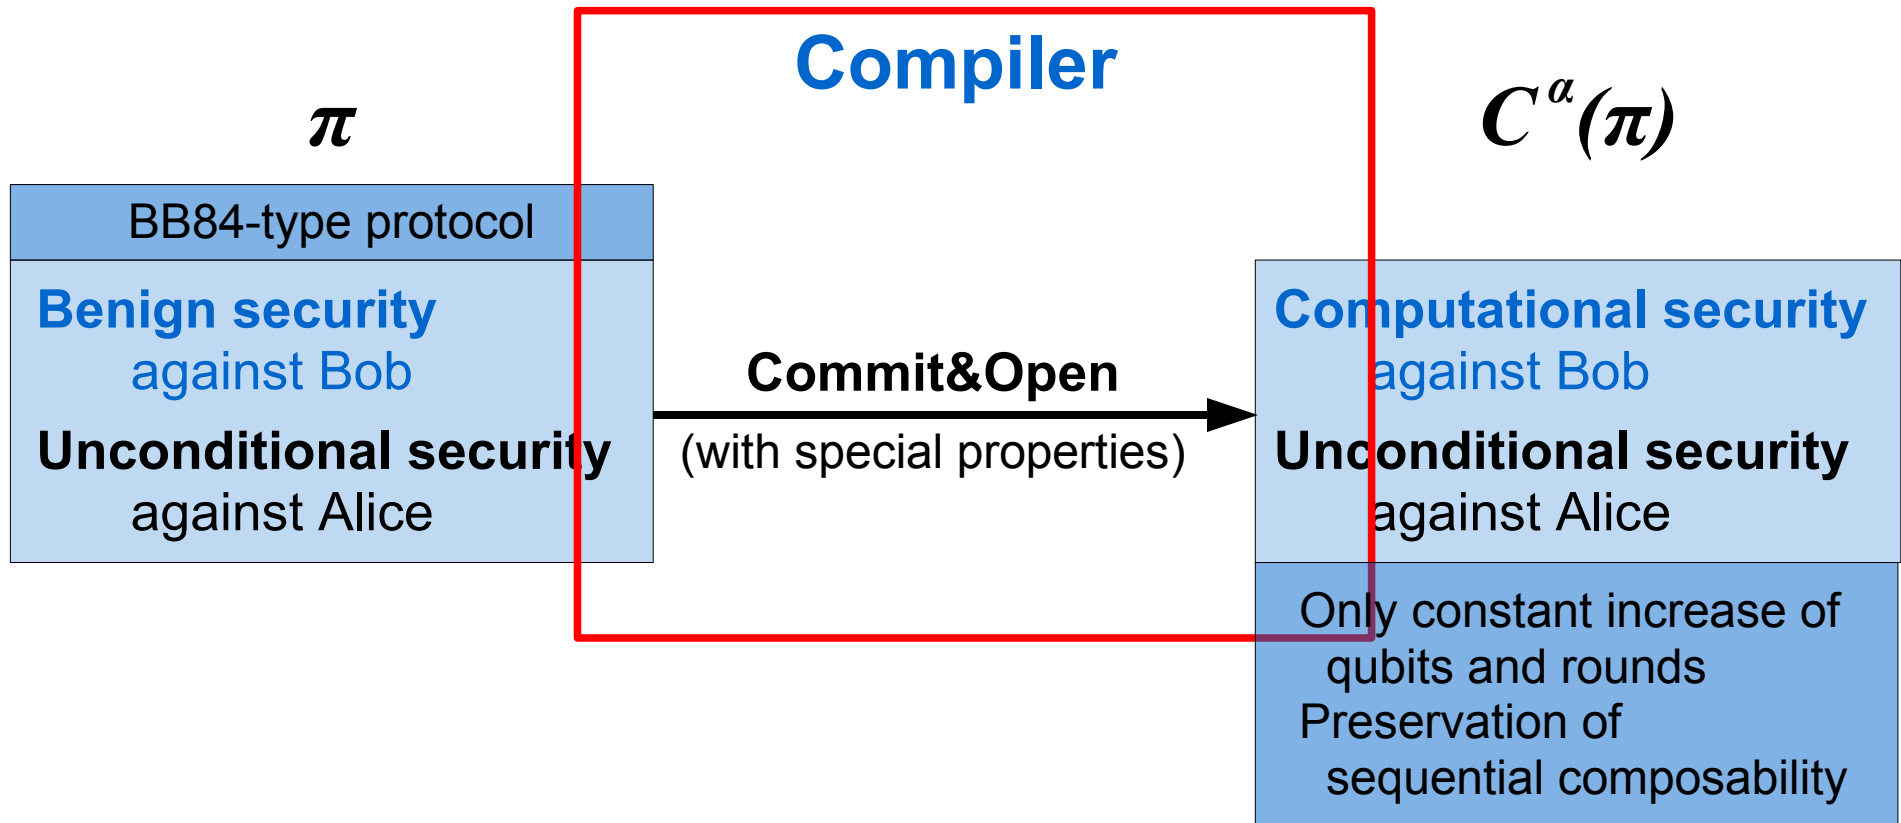 Compiler
π
C^α(π)
BB84-type protocol
Benign security
against Bob
Unconditional security
against Alice
Commit&Open
(with special properties)
Computational security
against Bob
Unconditional security
against Alice
Only constant increase of
qubits and rounds
Preservation of
sequential composability